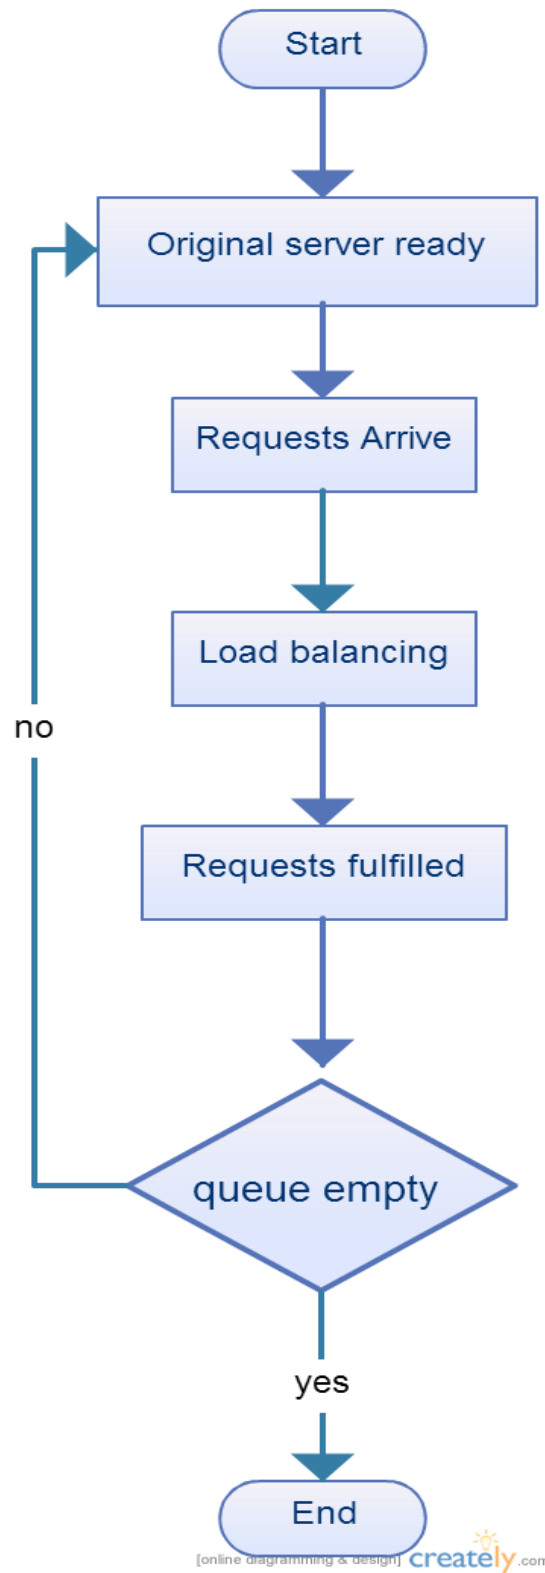 Start
Original server ready
Requests Arrive
Load balancing
no
Requests fulfilled
queue empty
yes
End
[online diagramming & design] creately.com